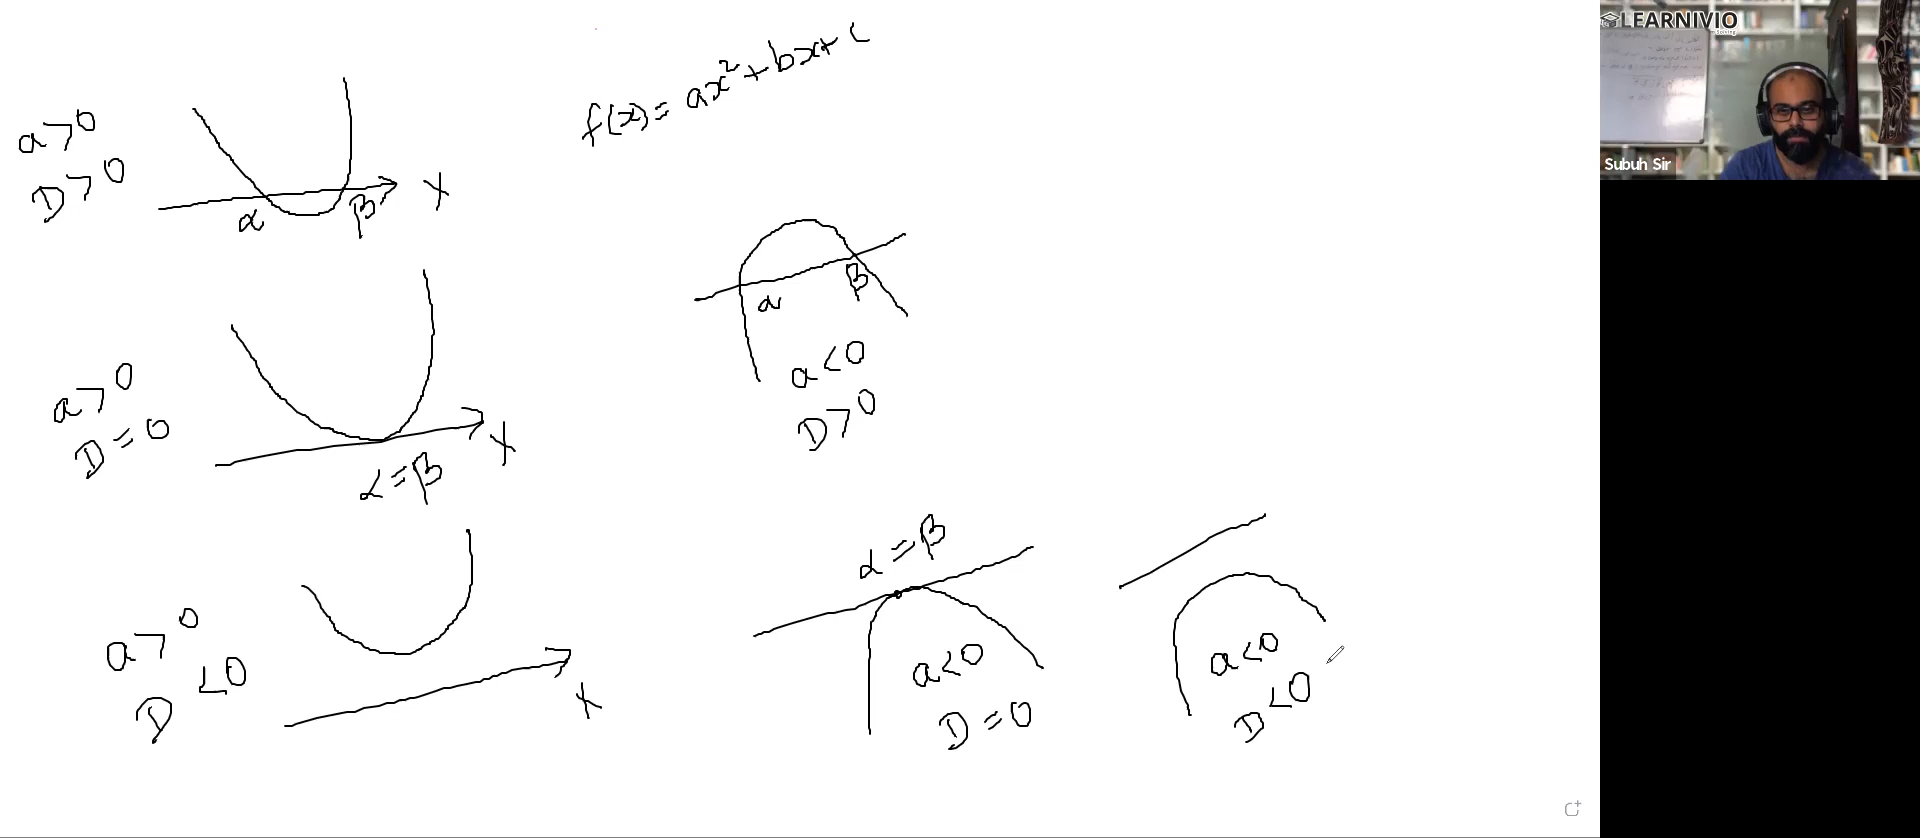 f(x) = ax² + bx + c
a > 0
D > 0
α
β
X
a > 0
D = 0
α = β
X
a > 0
D < 0
X
α
β
a < 0
D > 0
α = β
a < 0
D = 0
a < 0
D < 0
LEARNIVIO
Subuh Sir